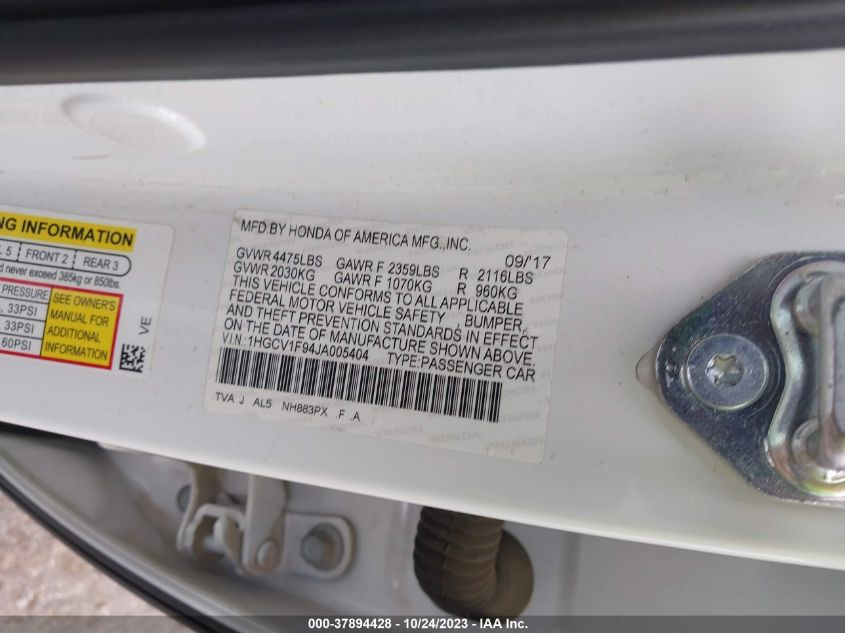 NG INFORMATION
5 FRONT 2 REAR 3
d never exceed 385kg or 850lbs.
PRESSURE
33PSI
33PSI
60PSI
SEE OWNER'S
MANUAL FOR
ADDITIONAL
INFORMATION
VE
MFD.BY HONDA OF AMERICA MFG.,INC.
09/17
GVWR 4475LBS GAWR F 2359LBS R 2116LBS
GVWR 2030KG GAWR F 1070KG R 960KG
THIS VEHICLE CONFORMS TO ALL APPLICABLE
FEDERAL MOTOR VEHICLE SAFETY , BUMPER,
AND THEFT PREVENTION STANDARDS IN EFFECT
ON THE DATE OF MANUFACTURE SHOWN ABOVE.
VIN:1HGCV1F94JA005404 TYPE:PASSENGER CAR
TVA J AL5 NH883PX .F .A
000-37894428 - 10/24/2023 - IAA Inc.